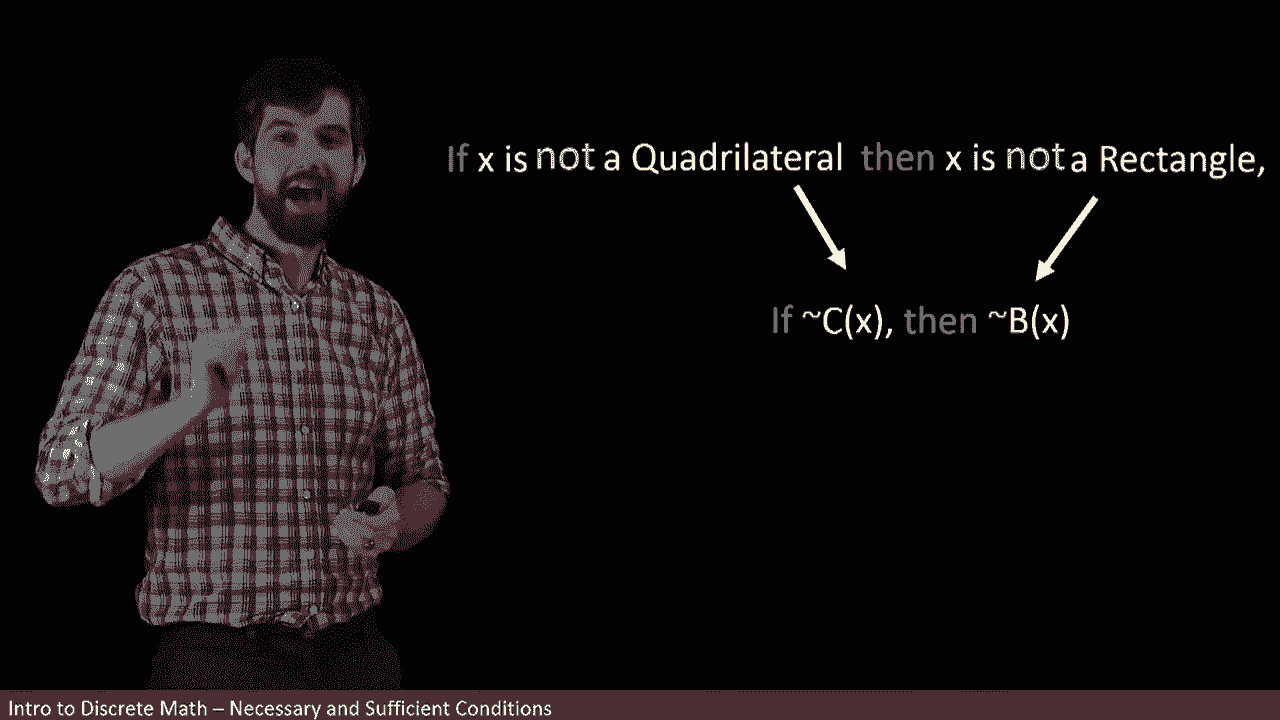 If x is not a Quadrilateral then x is not a Rectangle,
If ~C(x), then ~B(x)
Intro to Discrete Math – Necessary and Sufficient Conditions